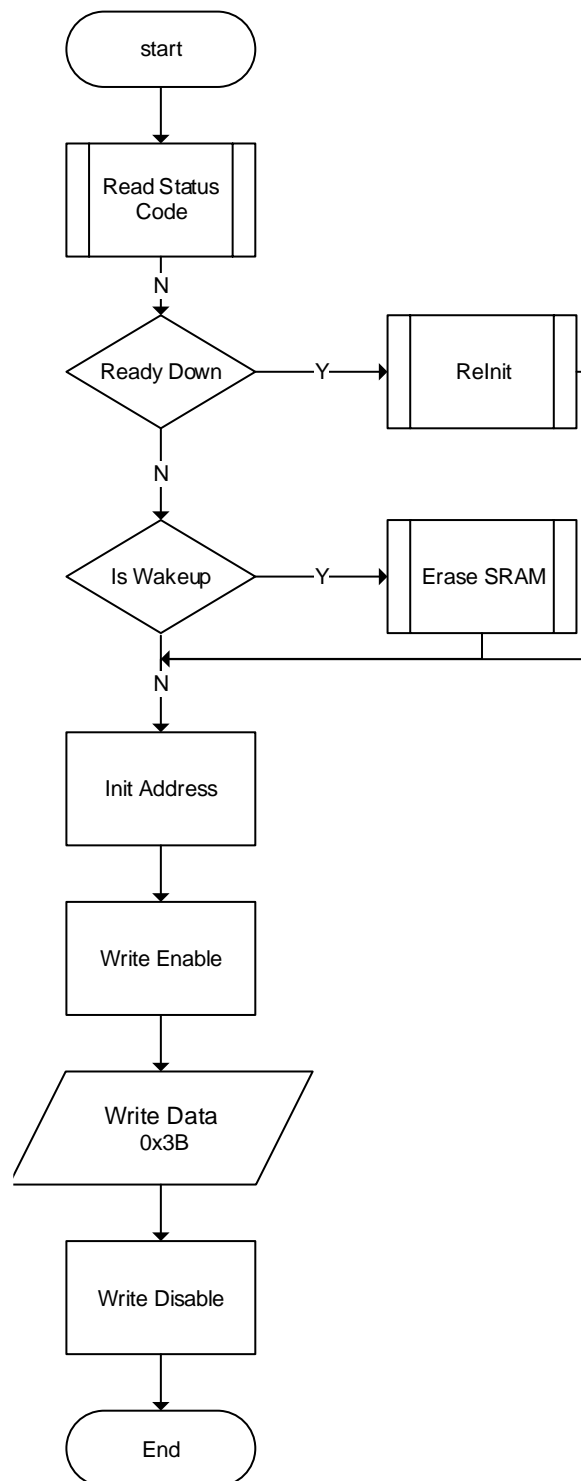 start
Read Status
Code
N
Ready Down
Y
ReInit
N
Is Wakeup
Y
Erase SRAM
N
Init Address
Write Enable
Write Data
0x3B
Write Disable
End